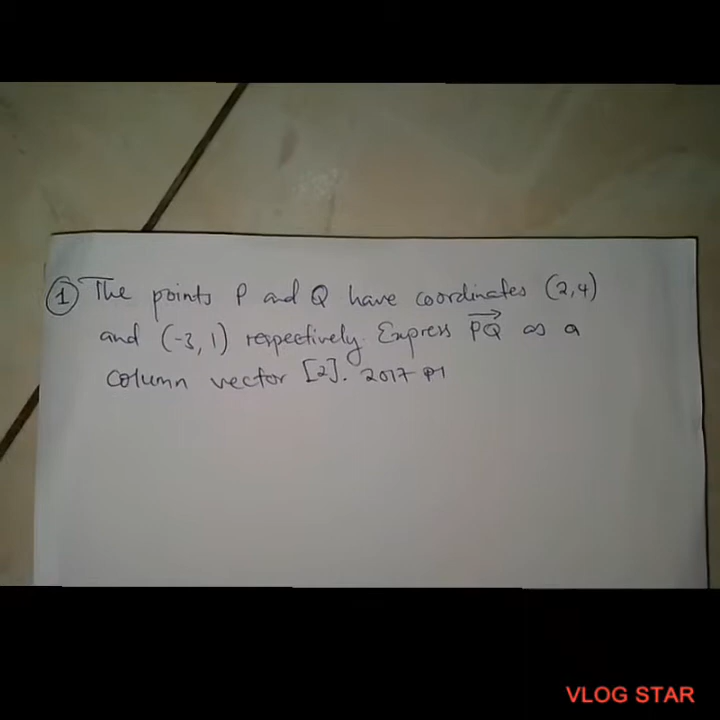 ① The points P and Q have coordinates (2,4)
and (-3, 1) respectively. Express $\overrightarrow{PQ}$ as a
column vector [2]. 2017 P1
VLOG STAR